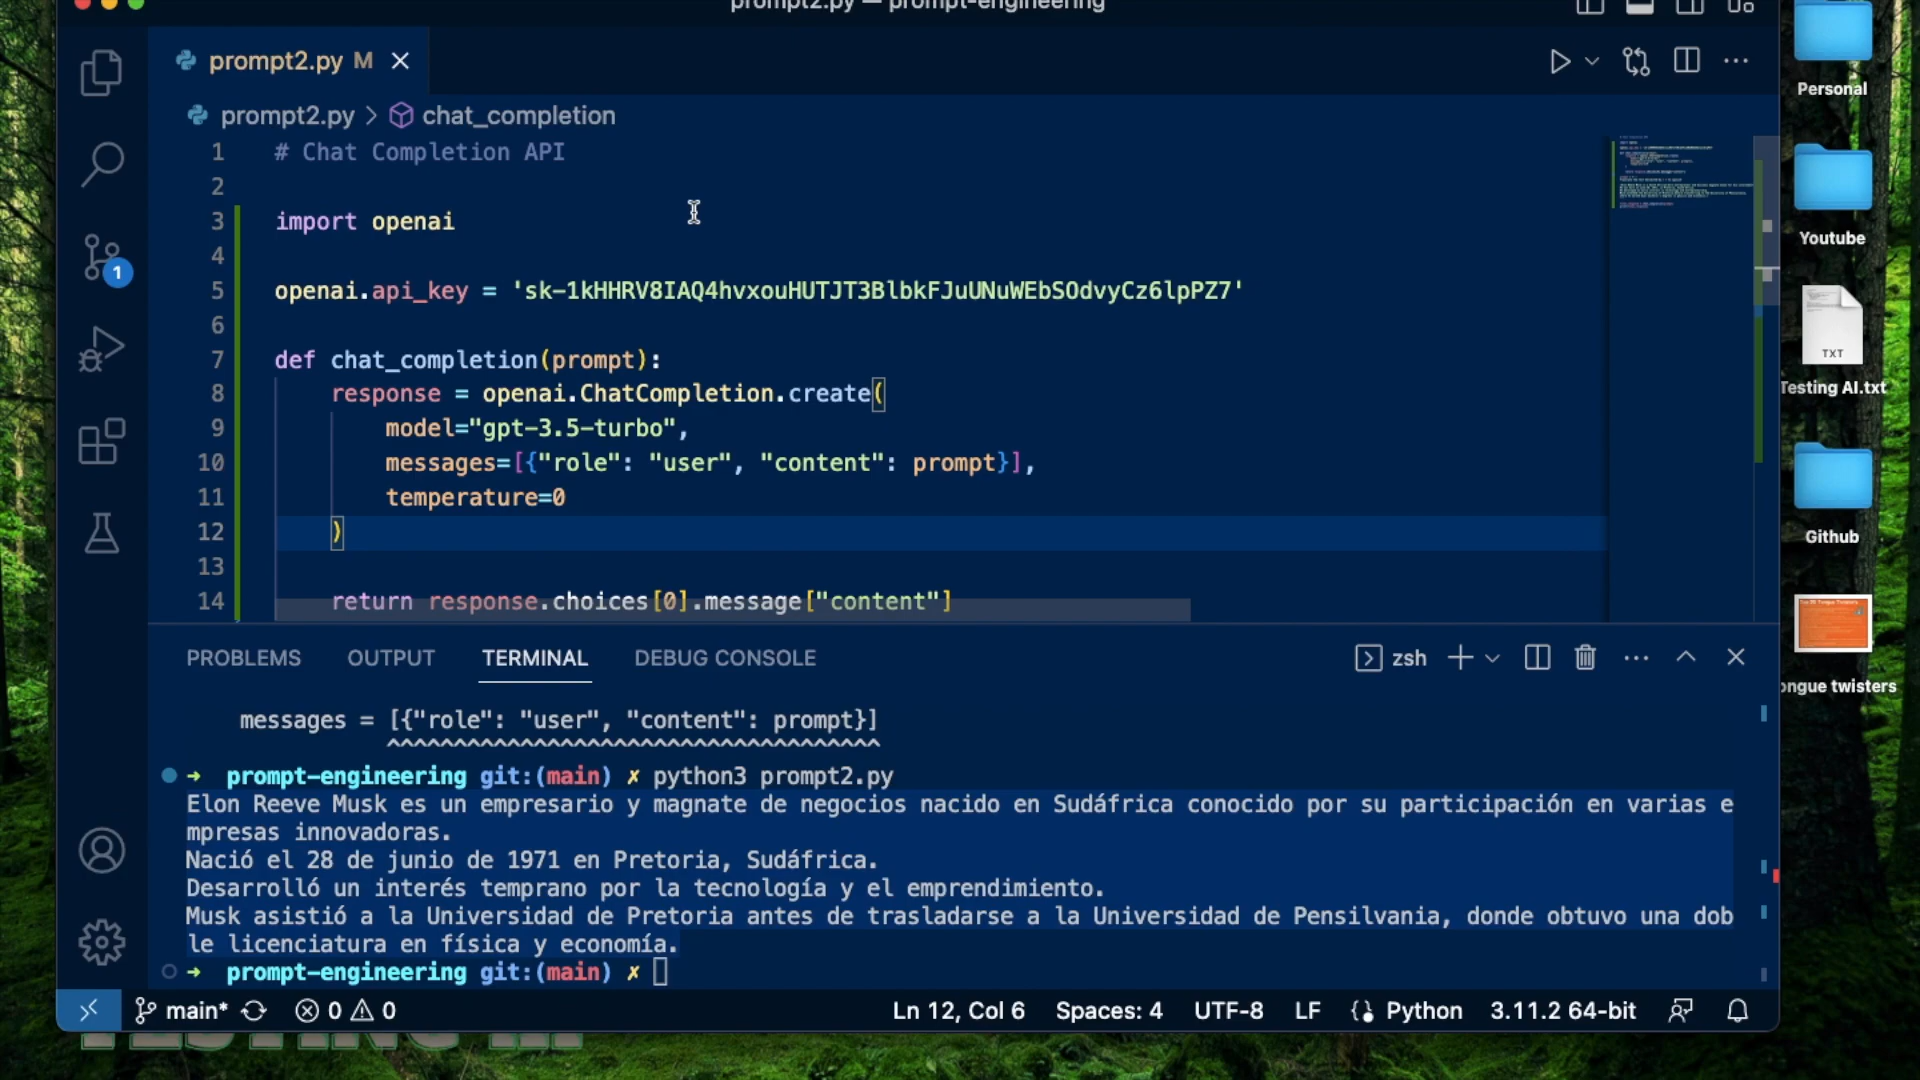 prompt2.py — prompt-engineering
prompt2.py M
prompt2.py > chat_completion
1 # Chat Completion API
2
3 import openai
4
5 openai.api_key = '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'
6
7 def chat_completion(prompt):
8 response = openai.ChatCompletion.create(
9 model="gpt-3.5-turbo",
10 messages=[{"role": "user", "content": prompt}],
11 temperature=0
12 )
13
14 return response.choices[0].message["content"]
1
PROBLEMS OUTPUT TERMINAL DEBUG CONSOLE zsh
messages = [{"role": "user", "content": prompt}]
^^^^^^^^^^^^^^^^^^^^^^^^^^^^^^^^^^^^^
→ prompt-engineering git:(main) ✗ python3 prompt2.py
Elon Reeve Musk es un empresario y magnate de negocios nacido en Sudáfrica conocido por su participación en varias e
mpresas innovadoras.
Nació el 28 de junio de 1971 en Pretoria, Sudáfrica.
Desarrolló un interés temprano por la tecnología y el emprendimiento.
Musk asistió a la Universidad de Pretoria antes de trasladarse a la Universidad de Pensilvania, donde obtuvo una dob
le licenciatura en física y economía.
→ prompt-engineering git:(main) ✗
main* 0 0 Ln 12, Col 6 Spaces: 4 UTF-8 LF Python 3.11.2 64-bit
Personal
Youtube
TXT
Testing AI.txt
Github
ongue twisters